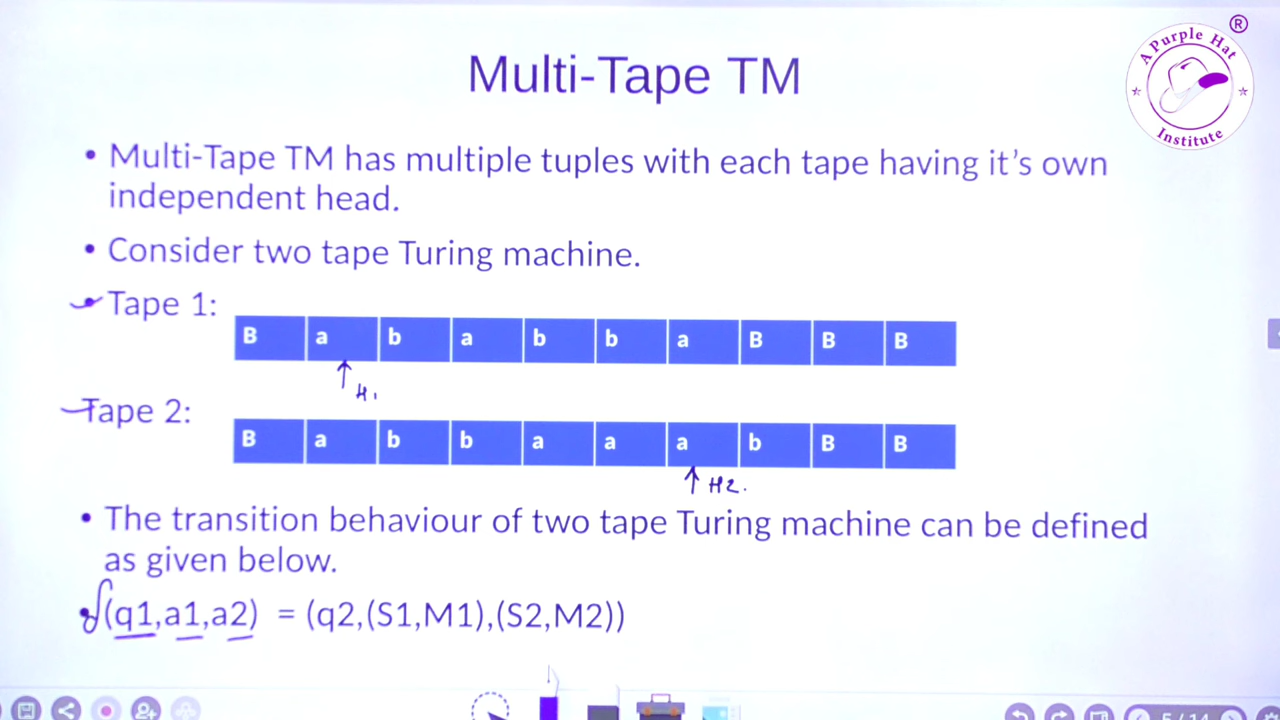 Multi-Tape TM
®
A Purple Hat
Institute
• Multi-Tape TM has multiple tuples with each tape having it's own
independent head.
• Consider two tape Turing machine.
Tape 1:
B a b a b b a B B B
↑ H1
Tape 2:
B a b b a a a b B B
↑ H2.
• The transition behaviour of two tape Turing machine can be defined
as given below.
δ(q1,a1,a2) = (q2,(S1,M1),(S2,M2))
5 / 14